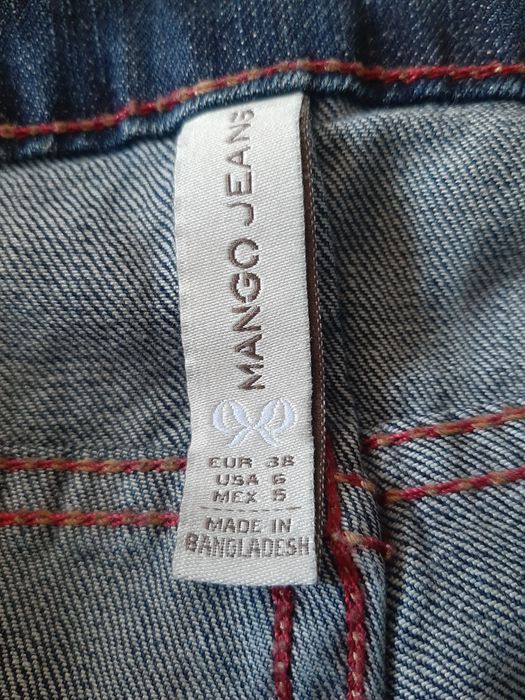 MANGO JEANS
EUR 38
USA 6
MEX 5
MADE IN
BANGLADESH